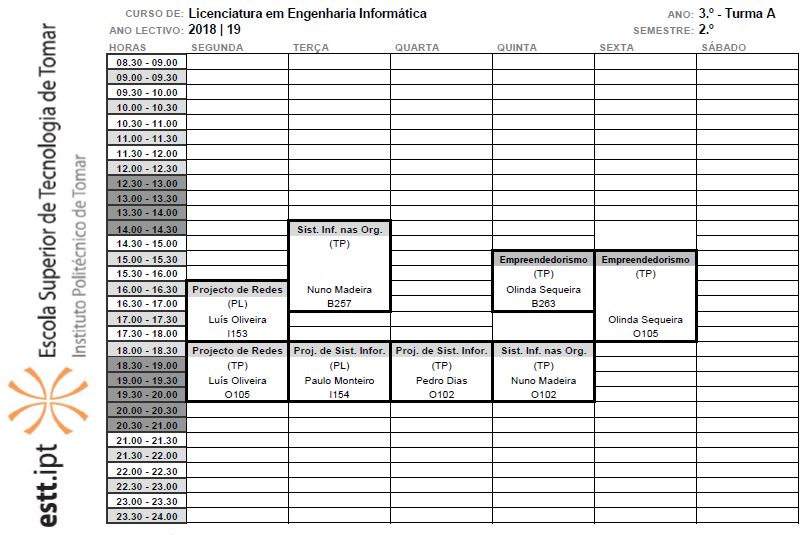 CURSO DE: Licenciatura em Engenharia Informática ANO: 3.º - Turma A
ANO LECTIVO: 2018 | 19 SEMESTRE: 2.º
HORAS SEGUNDA TERÇA QUARTA QUINTA SEXTA SÁBADO
08.30 - 09.00
09.00 - 09.30
09.30 - 10.00
10.00 - 10.30
10.30 - 11.00
11.00 - 11.30
11.30 - 12.00
12.00 - 12.30
12.30 - 13.00
13.00 - 13.30
13.30 - 14.00
14.00 - 14.30 Sist. Inf. nas Org.
14.30 - 15.00 (TP)
15.00 - 15.30 Empreendedorismo Empreendedorismo
15.30 - 16.00 (TP) (TP)
16.00 - 16.30 Projecto de Redes Nuno Madeira Olinda Sequeira
16.30 - 17.00 (PL) B257 B263
17.00 - 17.30 Luís Oliveira Olinda Sequeira
17.30 - 18.00 I153 O105
18.00 - 18.30 Projecto de Redes Proj. de Sist. Infor. Proj. de Sist. Infor. Sist. Inf. nas Org.
18.30 - 19.00 (TP) (PL) (TP) (TP)
19.00 - 19.30 Luís Oliveira Paulo Monteiro Pedro Dias Nuno Madeira
19.30 - 20.00 O105 I154 O102 O102
20.00 - 20.30
20.30 - 21.00
21.00 - 21.30
21.30 - 22.00
22.00 - 22.30
22.30 - 23.00
23.00 - 23.30
23.30 - 24.00
Escola Superior de Tecnologia de Tomar
Instituto Politécnico de Tomar
estt.ipt